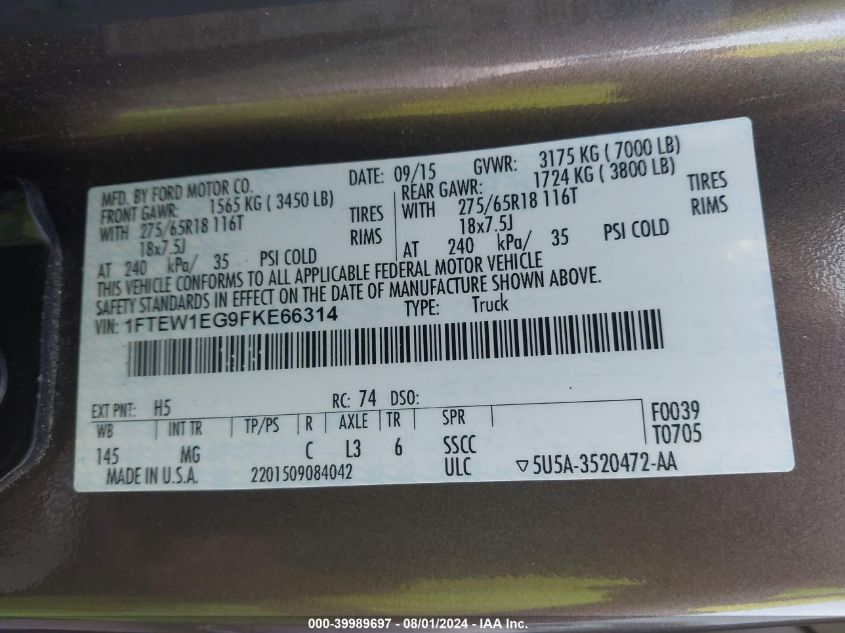 MFD. BY FORD MOTOR CO. DATE: 09/15 GVWR: 3175 KG ( 7000 LB)
FRONT GAWR: 1565 KG ( 3450 LB) REAR GAWR: 1724 KG ( 3800 LB)
WITH 275/65R18 116T TIRES WITH 275/65R18 116T TIRES
18x7.5J RIMS 18x7.5J RIMS
AT 240 kPa/ 35 PSI COLD AT 240 kPa/ 35 PSI COLD
THIS VEHICLE CONFORMS TO ALL APPLICABLE FEDERAL MOTOR VEHICLE
SAFETY STANDARDS IN EFFECT ON THE DATE OF MANUFACTURE SHOWN ABOVE.
VIN: 1FTEW1EG9FKE66314 TYPE: Truck
EXT PNT: H5 RC: 74 DSO:
WB INT TR TP/PS R AXLE TR SPR F0039
145 MG C L3 6 SSCC T0705
ULC
MADE IN U.S.A. 2201509084042 ▽5U5A-3520472-AA
000-39989697 - 08/01/2024 - IAA Inc.